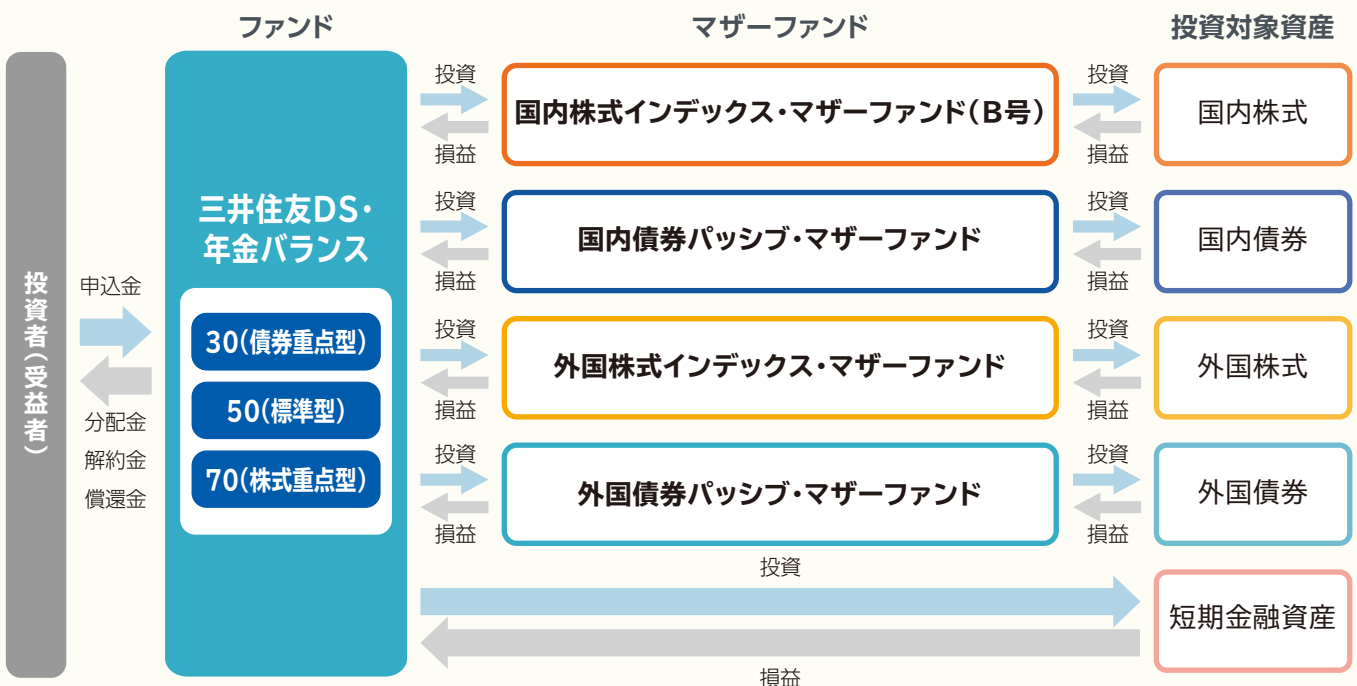 ファンド
マザーファンド
投資対象資産
投資者(受益者)
申込金
分配金
解約金
償還金
三井住友DS・
年金バランス
30(債券重点型)
50(標準型)
70(株式重点型)
投資
損益
国内株式インデックス・マザーファンド(B号)
投資
損益
国内株式
投資
損益
国内債券パッシブ・マザーファンド
投資
損益
国内債券
投資
損益
外国株式インデックス・マザーファンド
投資
損益
外国株式
投資
損益
外国債券パッシブ・マザーファンド
投資
損益
外国債券
投資
損益
短期金融資産